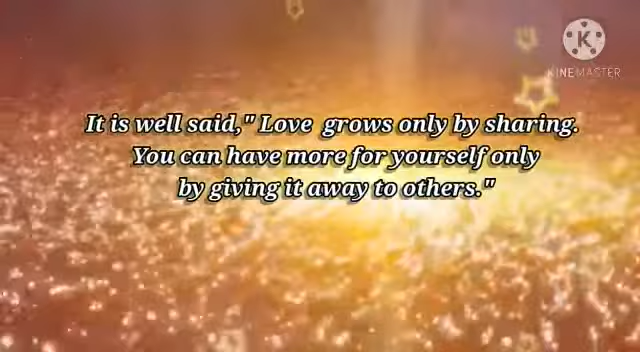 KINEMASTER
It is well said," Love grows only by sharing.
You can have more for yourself only
by giving it away to others."